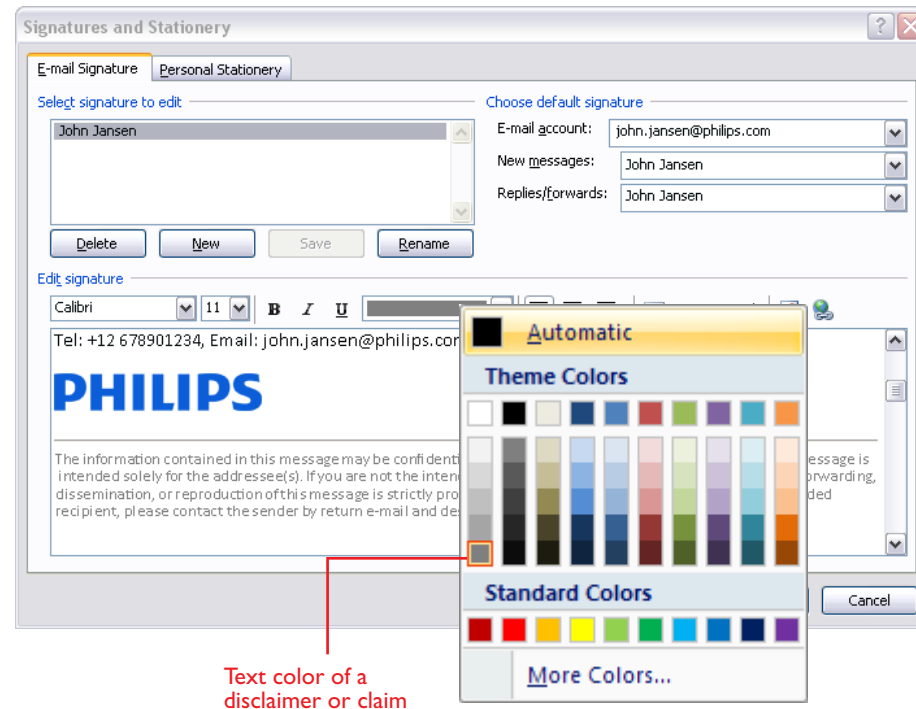 Signatures and Stationery
E-mail Signature
Personal Stationery
Select signature to edit
Choose default signature
John Jansen
E-mail account:
john.jansen@philips.com
New messages:
John Jansen
Replies/forwards:
John Jansen
Delete
New
Save
Rename
Edit signature
Calibri
11
B
I
U
Automatic
Tel: +12 678901234, Email: john.jansen@philips.co
Theme Colors
PHILIPS
The information contained in this message may be confidenti
essage is
intended solely for the addressee(s). If you are not the inten
orwarding,
dissemination, or reproduction of this message is strictly pro
ded
recipient, please contact the sender by return e-mail and des
Standard Colors
Cancel
More Colors...
Text color of a
disclaimer or claim